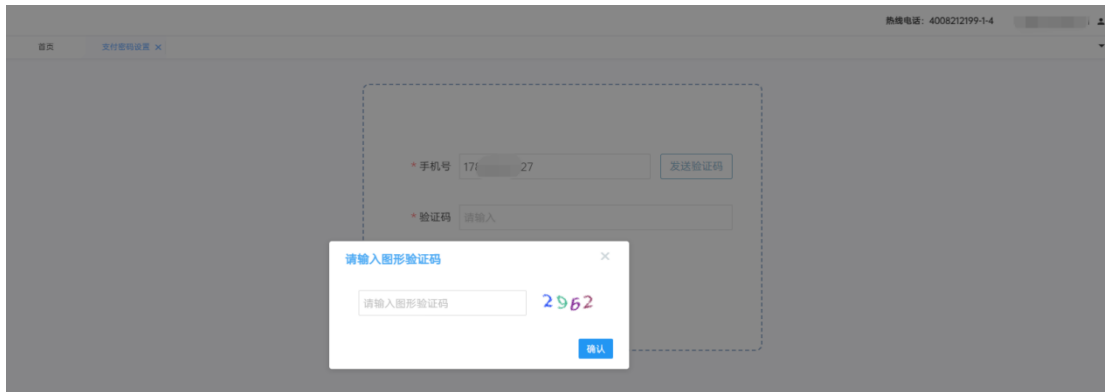 热线电话：4008212199-1-4
首页 支付密码设置 ×
* 手机号 178 27 发送验证码
* 验证码 请输入
请输入图形验证码 ×
请输入图形验证码 2962
确认